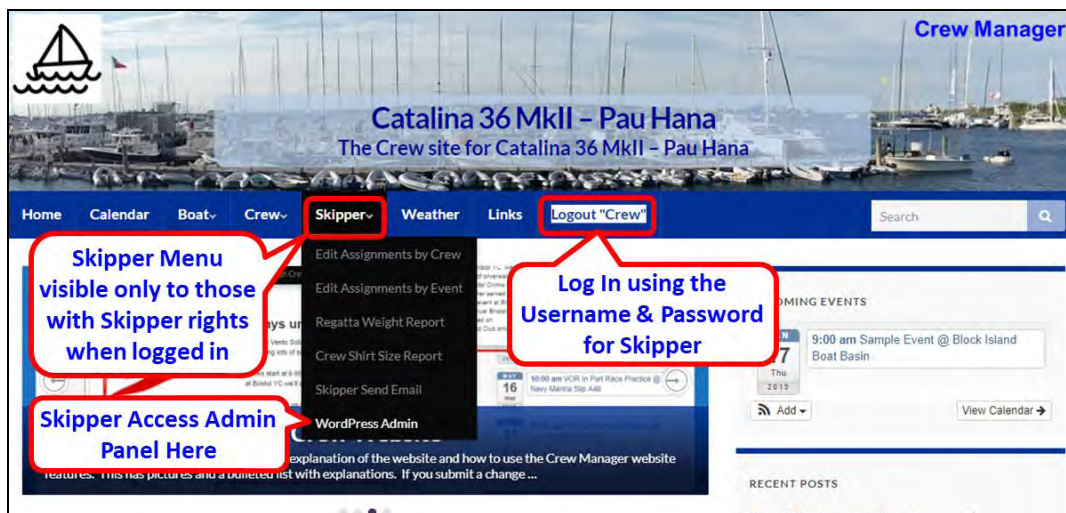 Crew Manager
Catalina 36 MkII – Pau Hana
The Crew site for Catalina 36 MkII – Pau Hana
Home Calendar Boat Crew Skipper Weather Links Logout "Crew" Search
Skipper Menu
visible only to those
with Skipper rights
when logged in
Edit Assignments by Crew
Edit Assignments by Event
Regatta Weight Report
Crew Shirt Size Report
Skipper Send Email
WordPress Admin
Log In using the
Username & Password
for Skipper
Skipper Access Admin
Panel Here
16
10:00 am VOR In Port Race Practice @
Navy Marina Slip A48
explanation of the website and how to use the Crew Manager website
features. This has pictures and a bulleted list with explanations. If you submit a change ...
OMING EVENTS
7
Thu
2015
9:00 am Sample Event @ Block Island
Boat Basin
Add
View Calendar
RECENT POSTS